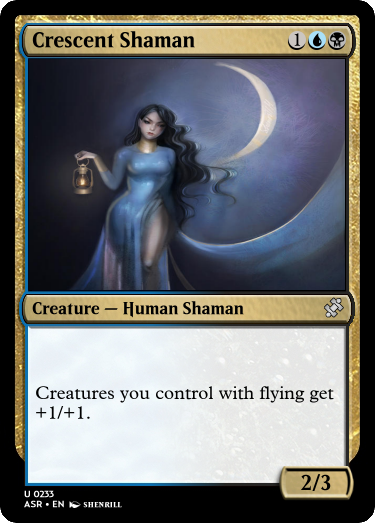 Crescent Shaman 1
Creature — Human Shaman
Creatures you control with flying get
+1/+1.
2/3
U 0233
ASR • EN SHENRILL